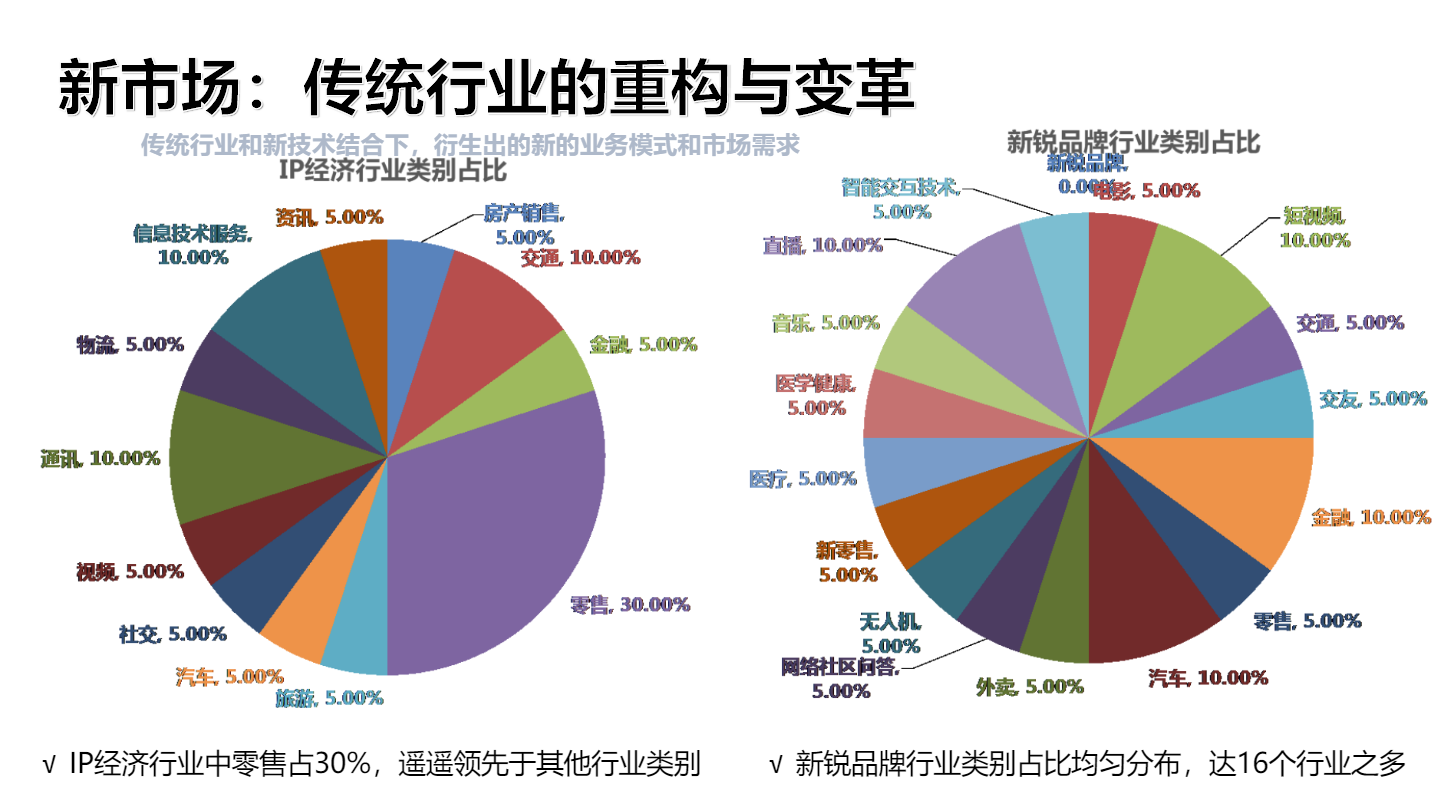 新市场：传统行业的重构与变革
传统行业和新技术结合下，衍生出的新的业务模式和市场需求
IP经济行业类别占比
房产销售,
5.00%
交通, 10.00%
金融, 5.00%
零售, 30.00%
旅游, 5.00%
汽车, 5.00%
社交, 5.00%
视频, 5.00%
通讯, 10.00%
物流, 5.00%
信息技术服务,
10.00%
资讯, 5.00%
√ IP经济行业中零售占30%，遥遥领先于其他行业类别
新锐品牌行业类别占比
新锐品牌,
0.00%
电影, 5.00%
短视频,
10.00%
交通, 5.00%
交友, 5.00%
金融, 10.00%
零售, 5.00%
汽车, 10.00%
外卖, 5.00%
网络社区问答,
5.00%
无人机,
5.00%
新零售,
5.00%
医疗, 5.00%
医学健康,
5.00%
音乐, 5.00%
直播, 10.00%
智能交互技术,
5.00%
√ 新锐品牌行业类别占比均匀分布，达16个行业之多